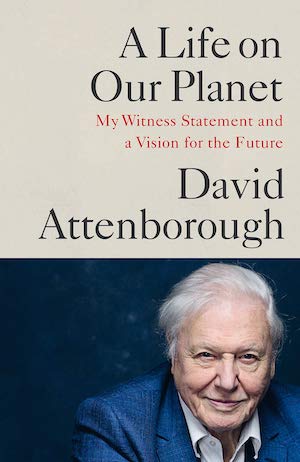 A Life on
Our Planet
My Witness Statement and
a Vision for the Future
David
Attenborough